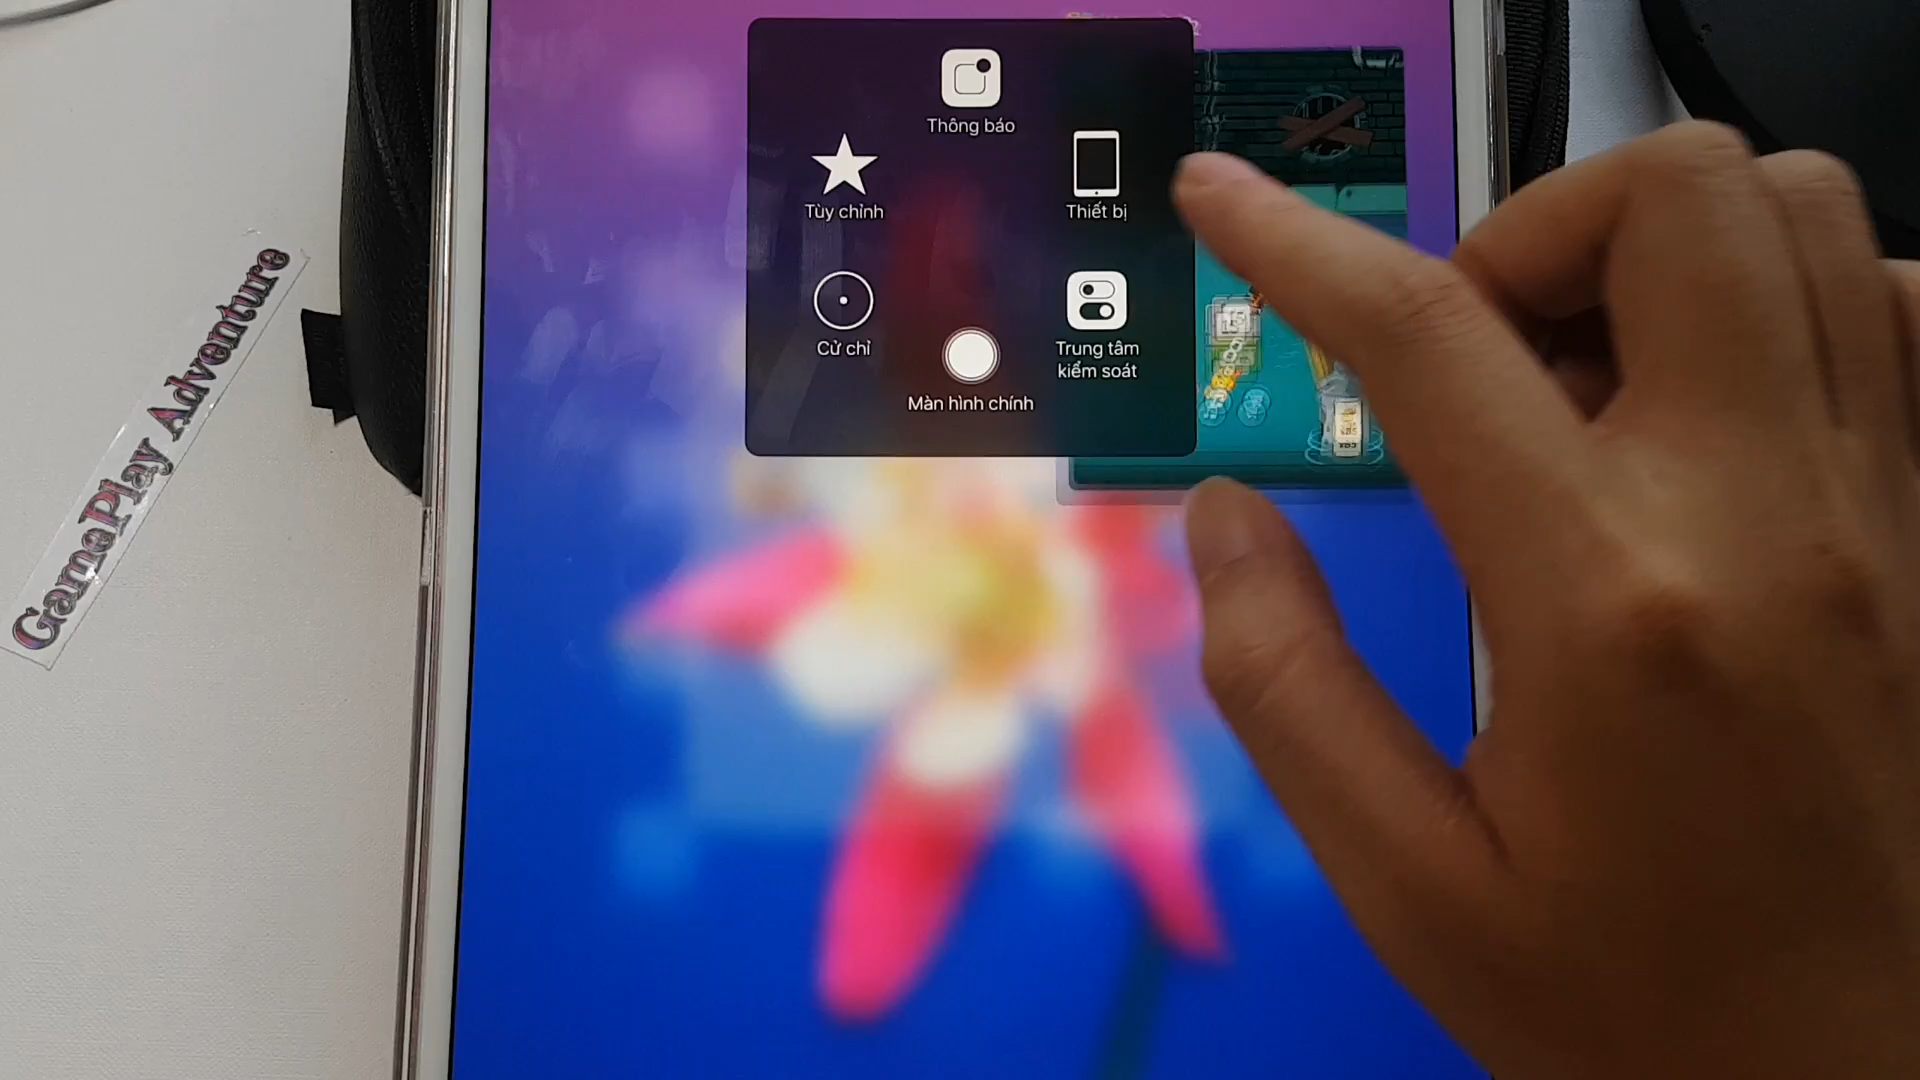 Thông báo
Tùy chỉnh
Thiết bị
Cử chỉ
Trung tâm
kiểm soát
Màn hình chính
GamePlay Adventure